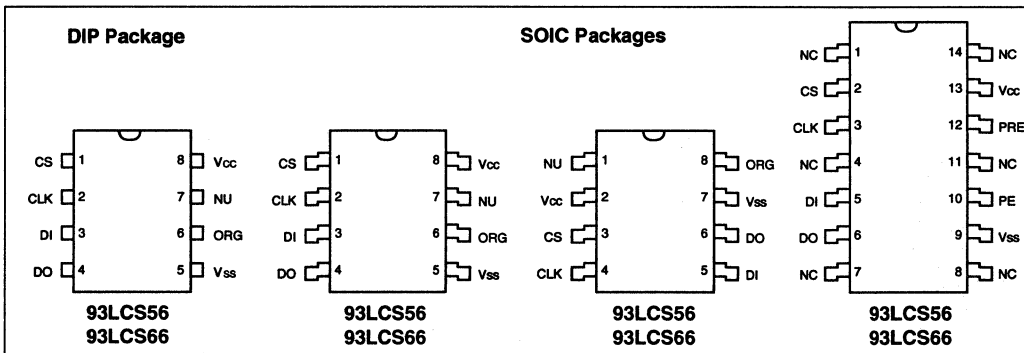 DIP Package
SOIC Packages
CS 1 8 Vcc
CLK 2 7 NU
DI 3 6 ORG
DO 4 5 Vss
93LCS56
93LCS66
CS 1 8 Vcc
CLK 2 7 NU
DI 3 6 ORG
DO 4 5 Vss
93LCS56
93LCS66
NU 1 8 ORG
Vcc 2 7 Vss
CS 3 6 DO
CLK 4 5 DI
93LCS56
93LCS66
NC 1 14 NC
CS 2 13 Vcc
CLK 3 12 PRE
NC 4 11 NC
DI 5 10 PE
DO 6 9 Vss
NC 7 8 NC
93LCS56
93LCS66